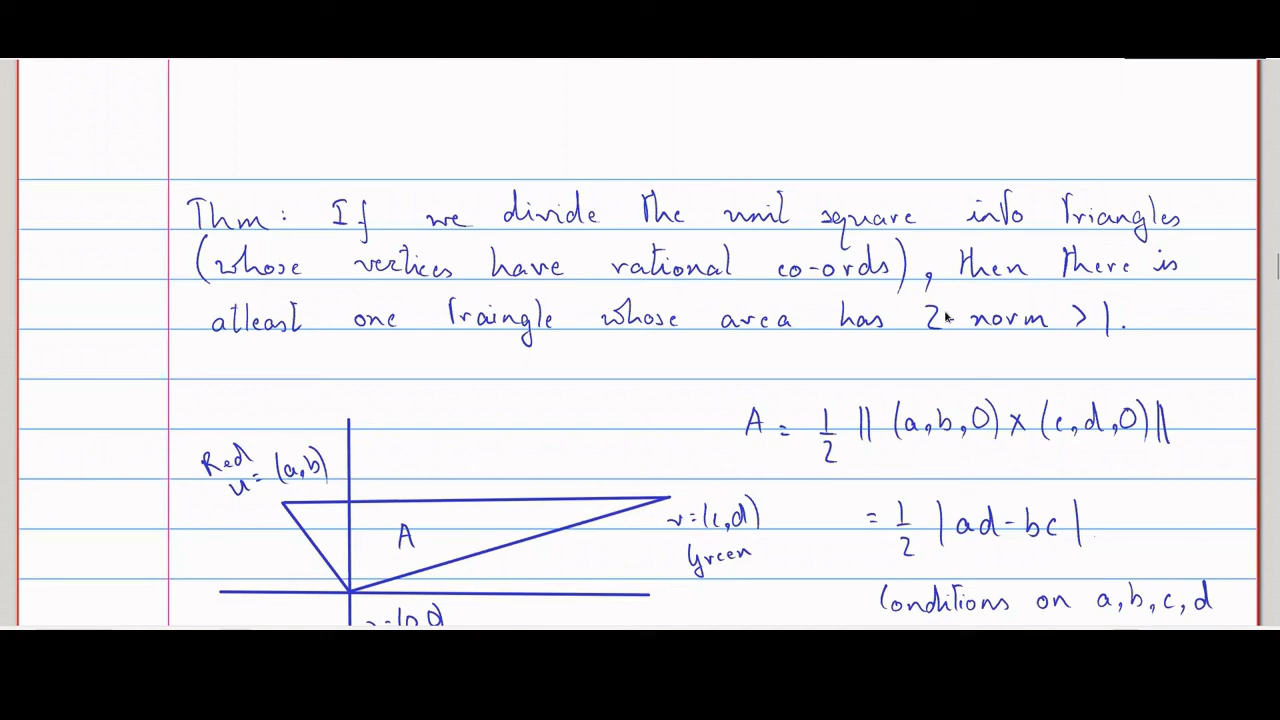 Thm: If we divide the unit square into triangles
(whose vertices have rational co-ords), then there is
atleast one Traingle whose area has 2 norm > 1.
A = 1/2 || (a,b,0) x (c,d,0) ||
Red
u = (a,b)
A
v = (c,d)
Green
= 1/2 | ad - bc |
Conditions on a, b, c, d